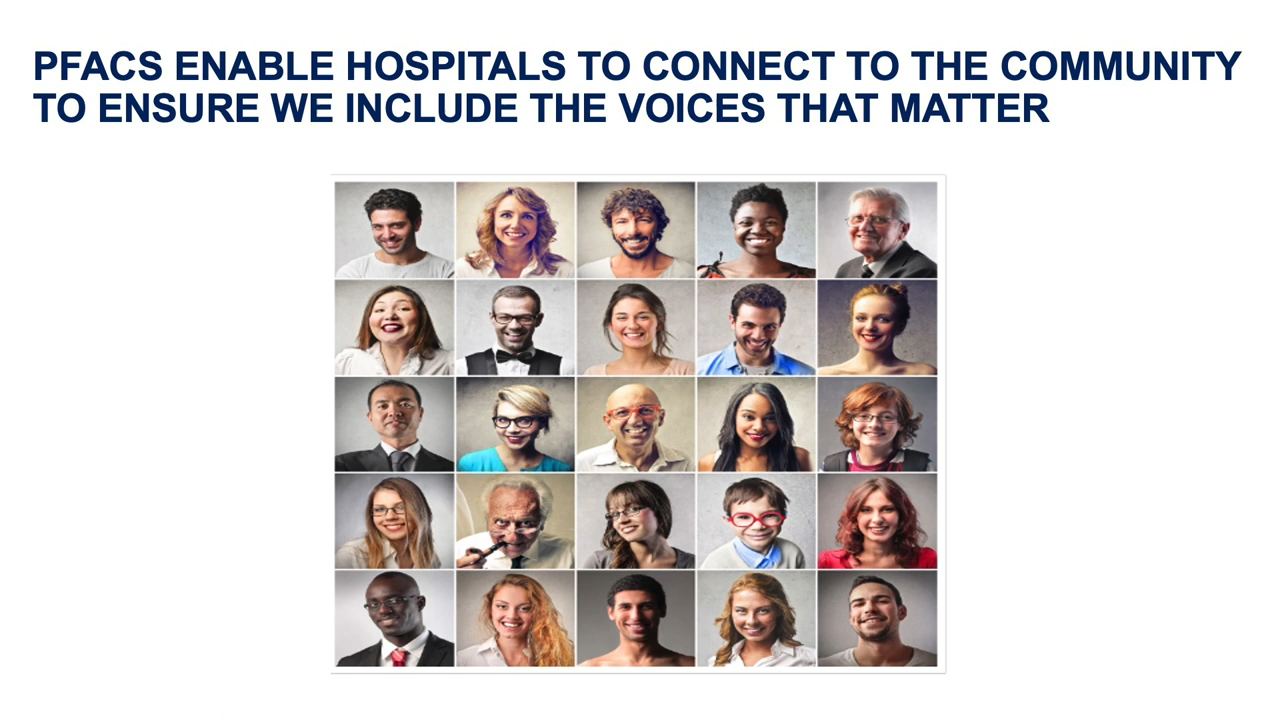 PFACS ENABLE HOSPITALS TO CONNECT TO THE COMMUNITY
TO ENSURE WE INCLUDE THE VOICES THAT MATTER